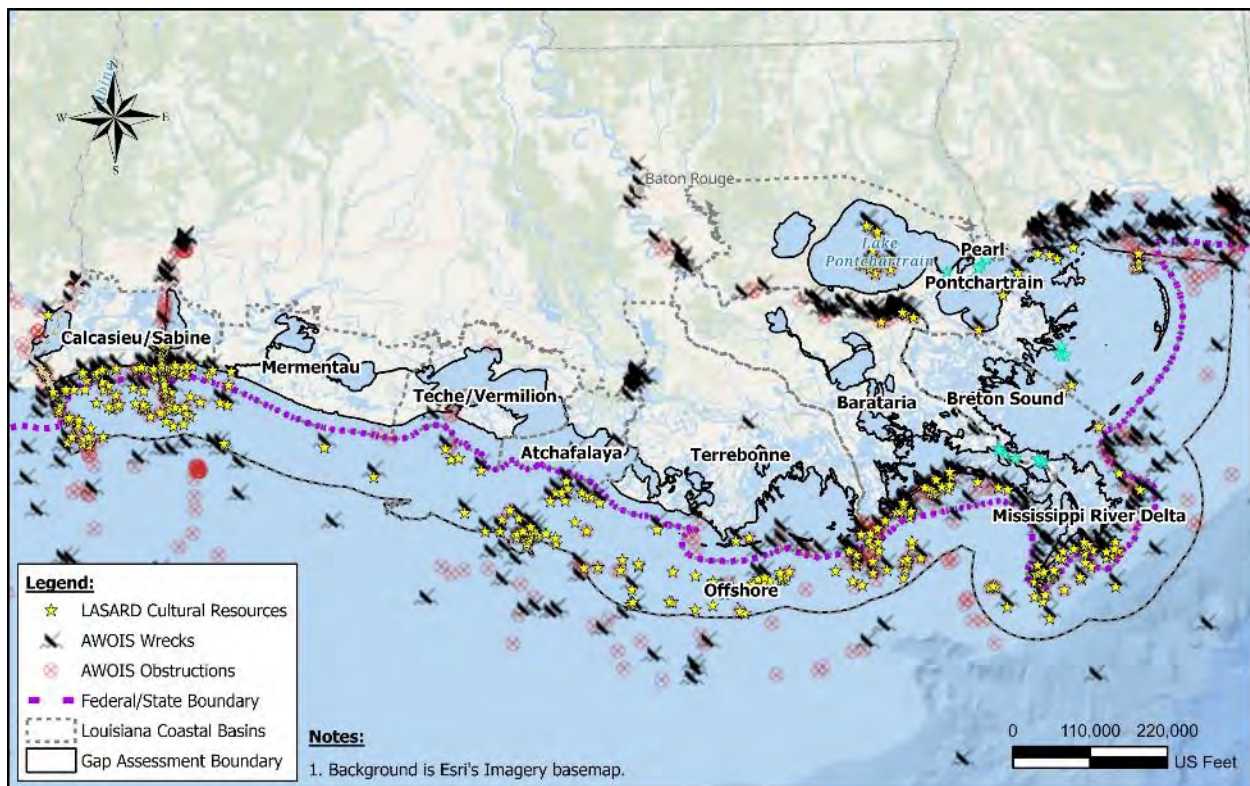 Sabine
N
W
E
S
Baton Rouge
Lake
Pontchartrain
Pearl
Pontchartrain
Calcasieu/Sabine
Mermentau
Teche/Vermilion
Barataria
Breton Sound
Atchafalaya
Terrebonne
Mississippi River Delta
Offshore
Legend:
LASARD Cultural Resources
AWOIS Wrecks
AWOIS Obstructions
Federal/State Boundary
Louisiana Coastal Basins
Gap Assessment Boundary
Notes:
1. Background is Esri's Imagery basemap.
0 110,000 220,000
US Feet